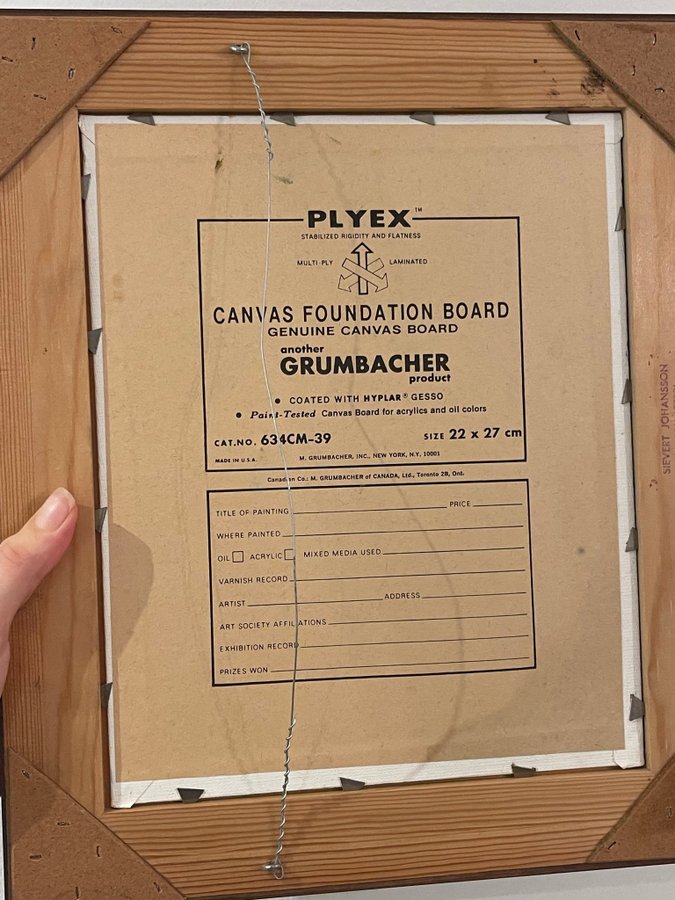 PLYEX™
STABILIZED RIGIDITY AND FLATNESS
MULTI-PLY LAMINATED
CANVAS FOUNDATION BOARD
GENUINE CANVAS BOARD
another
GRUMBACHER
product
• COATED WITH HYPLAR® GESSO
• Paint-Tested Canvas Board for acrylics and oil colors
CAT.NO. 634CM-39 SIZE 22 x 27 cm
MADE IN U.S.A. M. GRUMBACHER, INC., NEW YORK, N.Y. 10001
Canadian Co.: M. GRUMBACHER of CANADA, Ltd., Toronto 2B, Ont.
TITLE OF PAINTING PRICE
WHERE PAINTED
OIL ACRYLIC MIXED MEDIA USED
VARNISH RECORD
ARTIST ADDRESS
ART SOCIETY AFFILIATIONS
EXHIBITION RECORD
PRIZES WON
SIEVERT JOHANSSON